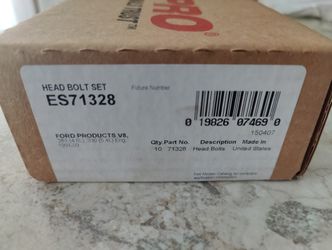 PRO
HEAD BOLT SET
Future Number
ES71328
0 19826 07469 0
150407
FORD PRODUCTS V8,
Qty. Part No. Description Made In
10 71328 Head Bolts United States